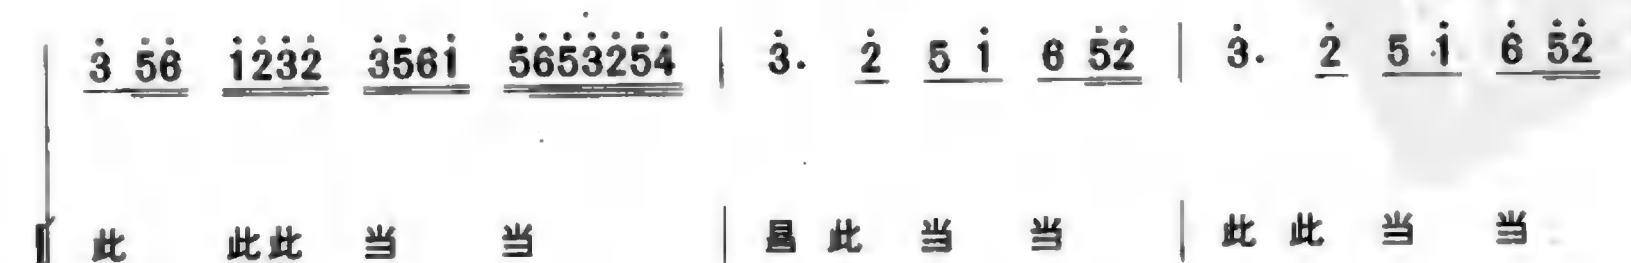 3 56 1232 3561 5653254 | 3. 2 5 1 6 52 | 3. 2 5 1 6 52
此 此此 当 当 | 昌 此 当 当 | 此 此 当 当